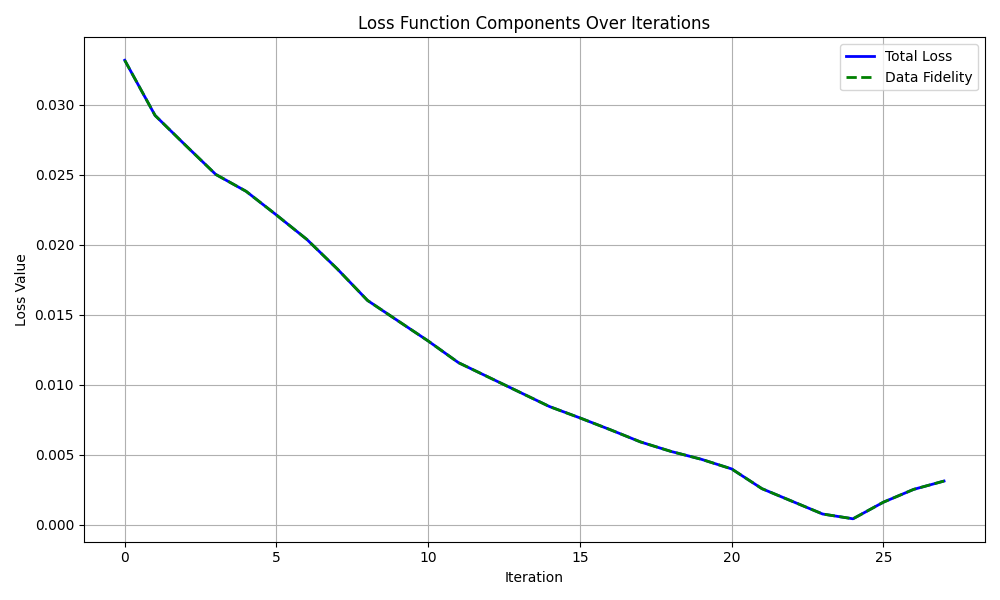 Loss Function Components Over Iterations
Total Loss
Data Fidelity
0.030
0.025
0.020
0.015
0.010
0.005
0.000
Loss Value
0 5 10 15 20 25
Iteration